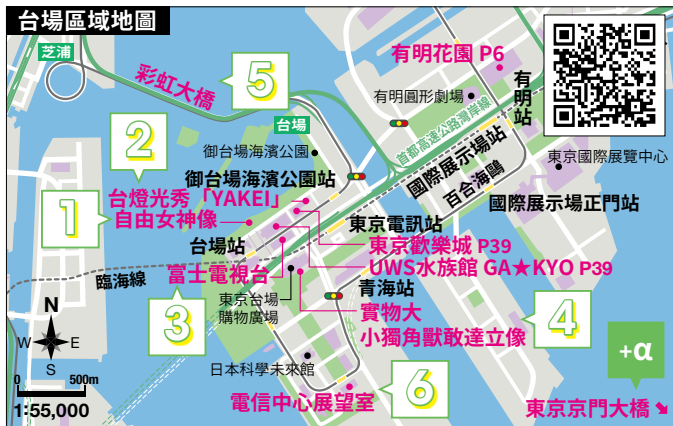 台場區域地圖
芝浦
彩虹大橋
5
有明花園 P6
有明圓形劇場
有明站
台場
首都高速公路灣岸線
2
御台場海濱公園
國際展示場站
東京國際展覽中心
御台場海濱公園站
百合海鷗
台燈光秀「YAKEI」
1
自由女神像
國際展示場正門站
東京電訊站
台場站
東京歡樂城 P39
UWS水族館 GA★KYO P39
臨海線
富士電視台
青海站
3
東京台場
購物廣場
實物大
小獨角獸敢達立像
4
N
W
E
S
日本科學未來館
6
+α
0 500m
1:55,000
電信中心展望室
東京京門大橋